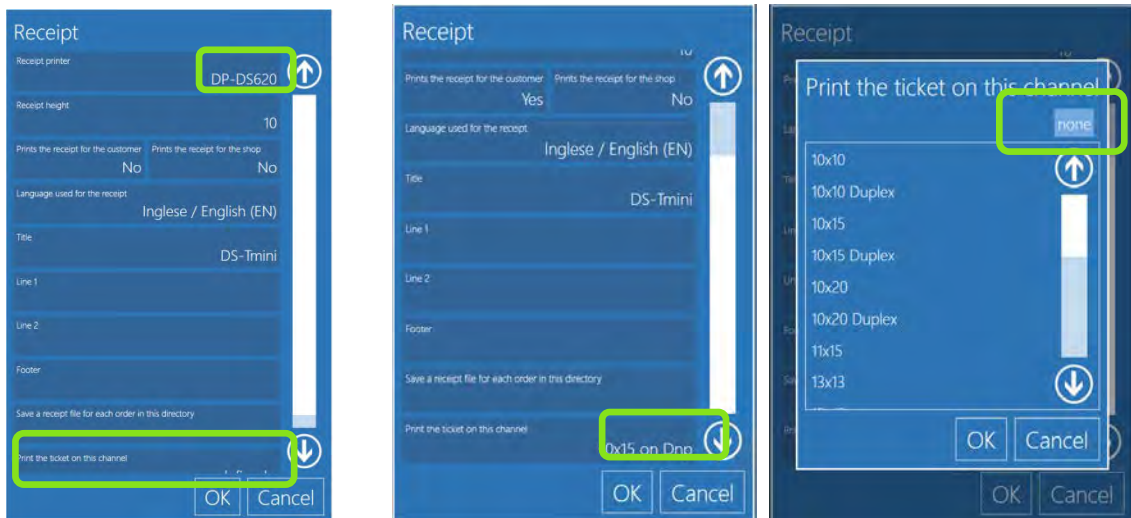 Receipt
Receipt printer
DP-DS620
Receipt height
10
Prints the receipt for the customer Prints the receipt for the shop
No No
Language used for the receipt
Inglese / English (EN)
Title
DS-Tmini
Line 1
Line 2
Footer
Save a receipt file for each order in this directory
Print the ticket on this channel
OK Cancel
Receipt
10
Prints the receipt for the customer Prints the receipt for the shop
Yes No
Language used for the receipt
Inglese / English (EN)
Title
DS-Tmini
Line 1
Line 2
Footer
Save a receipt file for each order in this directory
Print the ticket on this channel
0x15 on Dnp
OK Cancel
Receipt
Print the ticket on this channel
none
10x10
10x10 Duplex
10x15
10x15 Duplex
10x20
10x20 Duplex
11x15
13x13
OK Cancel
OK Cancel